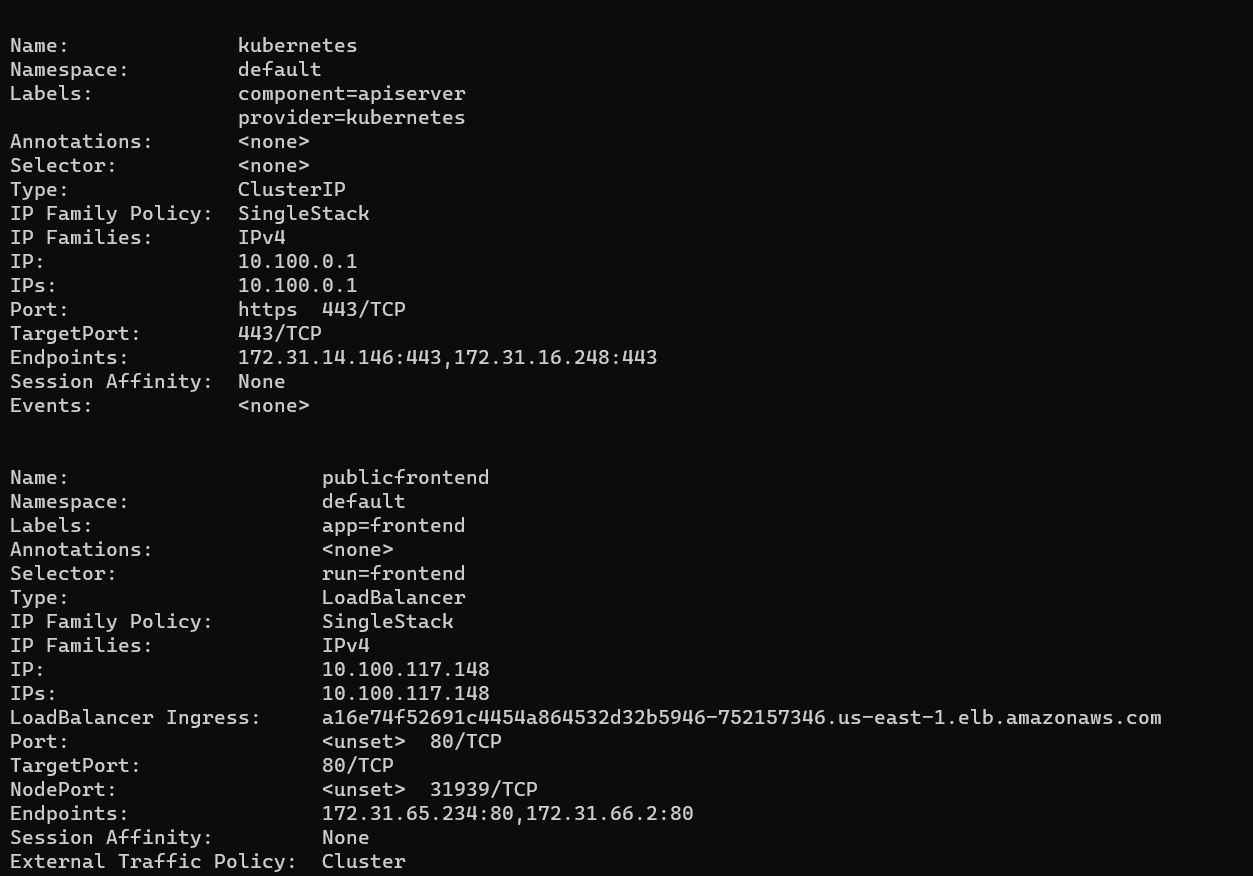 Name: kubernetes
Namespace: default
Labels: component=apiserver
provider=kubernetes
Annotations: <none>
Selector: <none>
Type: ClusterIP
IP Family Policy: SingleStack
IP Families: IPv4
IP: 10.100.0.1
IPs: 10.100.0.1
Port: https 443/TCP
TargetPort: 443/TCP
Endpoints: 172.31.14.146:443,172.31.16.248:443
Session Affinity: None
Events: <none>
Name: publicfrontend
Namespace: default
Labels: app=frontend
Annotations: <none>
Selector: run=frontend
Type: LoadBalancer
IP Family Policy: SingleStack
IP Families: IPv4
IP: 10.100.117.148
IPs: 10.100.117.148
LoadBalancer Ingress: a16e74f52691c4454a864532d32b5946-752157346.us-east-1.elb.amazonaws.com
Port: <unset> 80/TCP
TargetPort: 80/TCP
NodePort: <unset> 31939/TCP
Endpoints: 172.31.65.234:80,172.31.66.2:80
Session Affinity: None
External Traffic Policy: Cluster